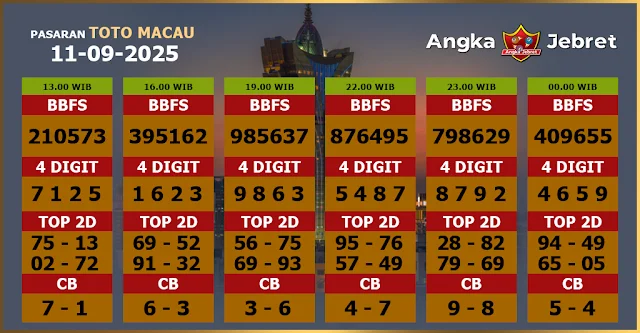 PASARAN TOTO MACAU
11-09-2025
Angka Jebret
Angka Jebret
13.00 WIB
BBFS
210573
4 DIGIT
7 1 2 5
TOP 2D
75 - 13
02 - 72
CB
7 - 1
16.00 WIB
BBFS
395162
4 DIGIT
1 6 2 3
TOP 2D
69 - 52
91 - 32
CB
6 - 3
19.00 WIB
BBFS
985637
4 DIGIT
9 8 6 3
TOP 2D
56 - 75
69 - 93
CB
3 - 6
22.00 WIB
BBFS
876495
4 DIGIT
5 4 8 7
TOP 2D
95 - 76
57 - 49
CB
4 - 7
23.00 WIB
BBFS
798629
4 DIGIT
8 7 9 2
TOP 2D
28 - 82
79 - 69
CB
9 - 8
00.00 WIB
BBFS
409655
4 DIGIT
4 6 5 9
TOP 2D
94 - 49
65 - 05
CB
5 - 4